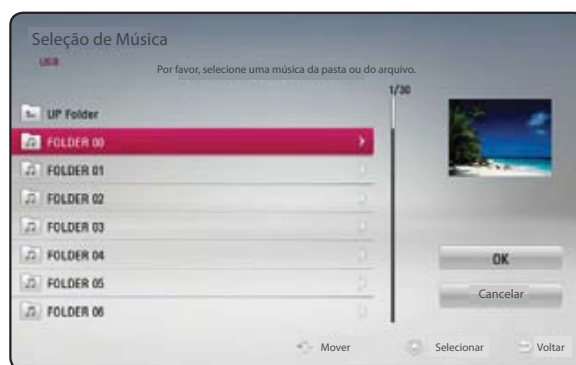 Seleção de Música
USB
Por favor, selecione uma música da pasta ou do arquivo.
1/30
UP Folder
FOLDER 00
FOLDER 01
FOLDER 02
FOLDER 03
FOLDER 04
FOLDER 05
FOLDER 06
OK
Cancelar
Mover
Selecionar
Voltar